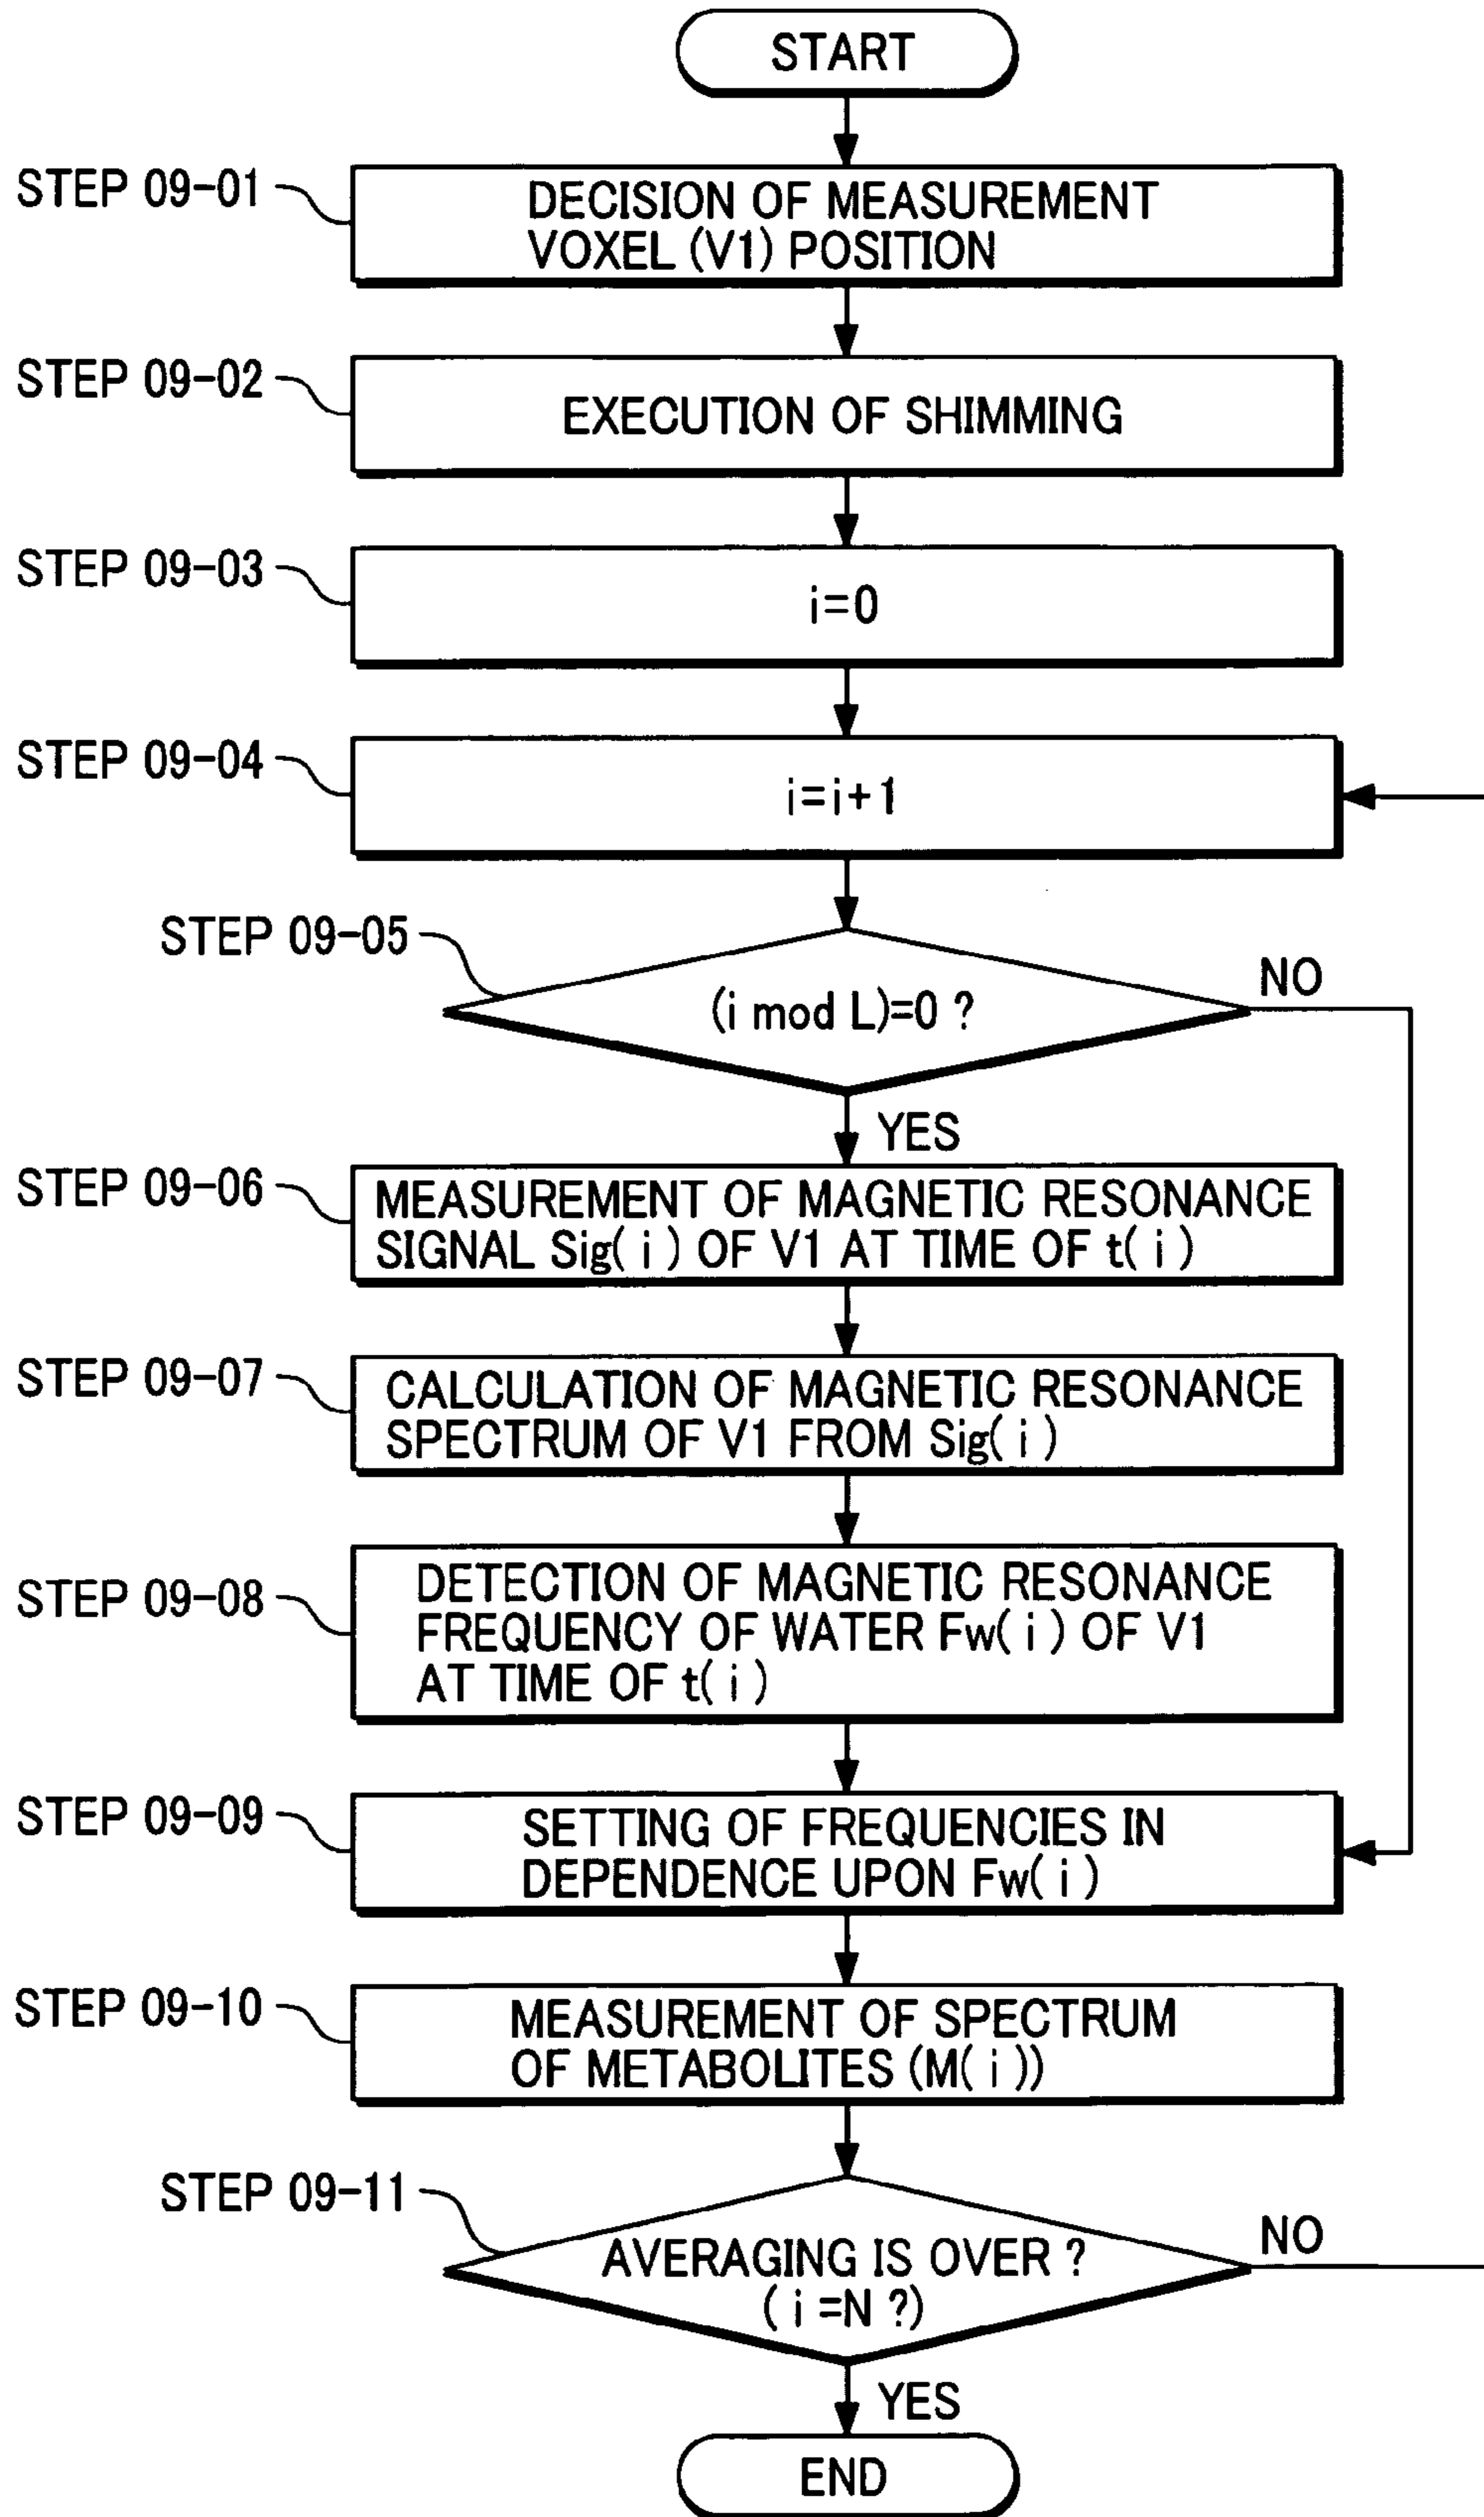 START
STEP 09-01
DECISION OF MEASUREMENT
VOXEL (V1) POSITION
STEP 09-02
EXECUTION OF SHIMMING
STEP 09-03
i=0
STEP 09-04
i=i+1
STEP 09-05
(i mod L)=0 ?
NO
YES
STEP 09-06
MEASUREMENT OF MAGNETIC RESONANCE
SIGNAL Sig( i ) OF V1 AT TIME OF t( i )
STEP 09-07
CALCULATION OF MAGNETIC RESONANCE
SPECTRUM OF V1 FROM Sig( i )
STEP 09-08
DETECTION OF MAGNETIC RESONANCE
FREQUENCY OF WATER Fw( i ) OF V1
AT TIME OF t( i )
STEP 09-09
SETTING OF FREQUENCIES IN
DEPENDENCE UPON Fw( i )
STEP 09-10
MEASUREMENT OF SPECTRUM
OF METABOLITES (M( i ))
STEP 09-11
AVERAGING IS OVER ?
( i =N ?)
NO
YES
END